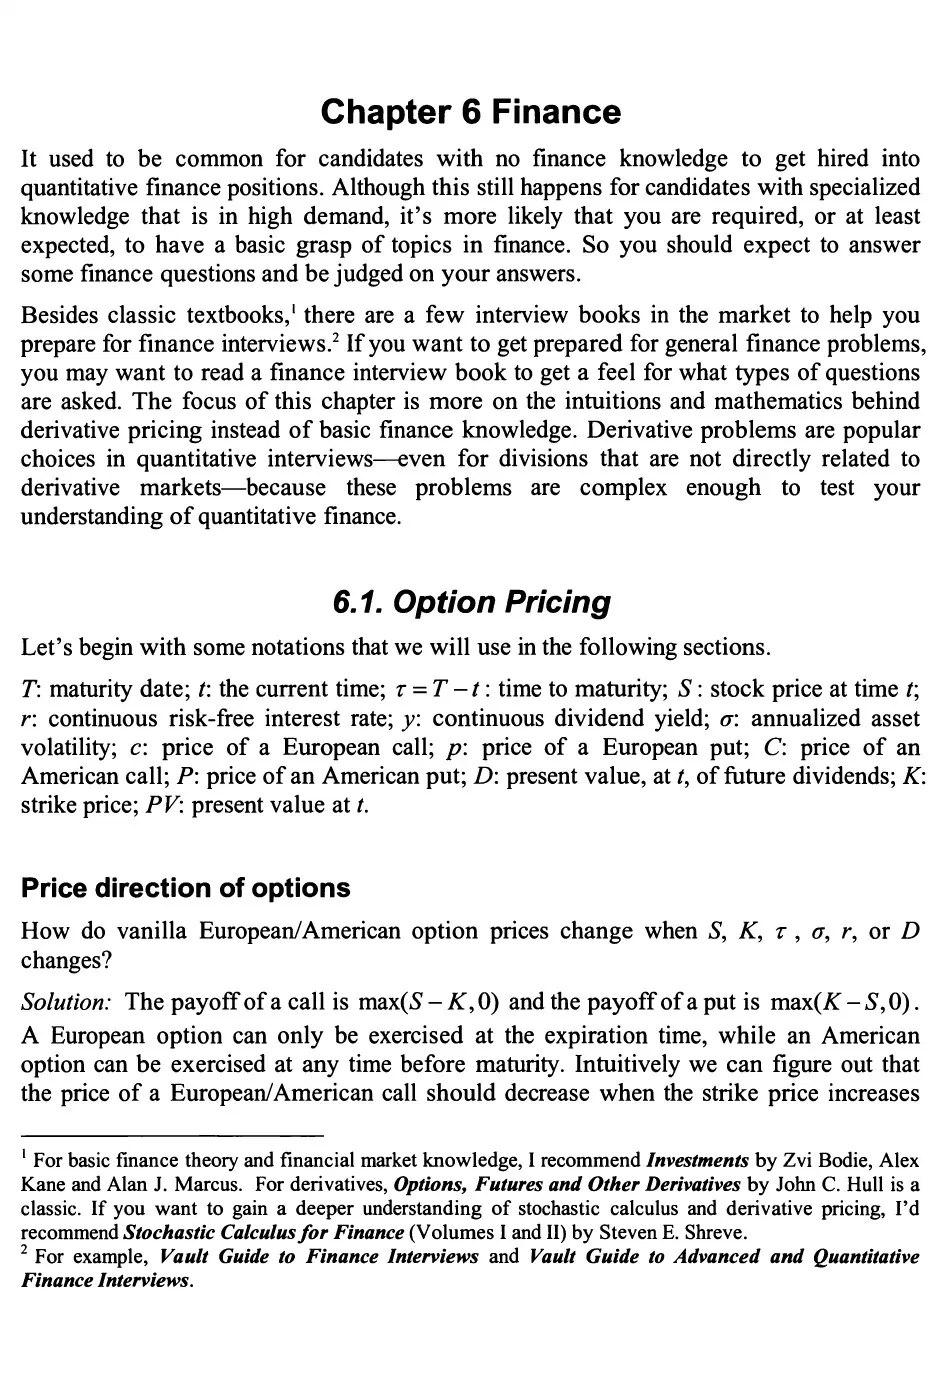 Chapter 6 Finance
It used to be common for candidates with no finance knowledge to get hired into
quantitative finance positions. Although this still happens for candidates with specialized
knowledge that is in high demand, it's more likely that you are required, or at least
expected, to have a basic grasp of topics in finance. So you should expect to answer
some finance questions and be judged on your answers.
Besides classic textbooks,¹ there are a few interview books in the market to help you
prepare for finance interviews.² If you want to get prepared for general finance problems,
you may want to read a finance interview book to get a feel for what types of questions
are asked. The focus of this chapter is more on the intuitions and mathematics behind
derivative pricing instead of basic finance knowledge. Derivative problems are popular
choices in quantitative interviews—even for divisions that are not directly related to
derivative markets—because these problems are complex enough to test your
understanding of quantitative finance.
6.1. Option Pricing
Let's begin with some notations that we will use in the following sections.
T: maturity date; t: the current time; τ = T − t : time to maturity; S : stock price at time t;
r: continuous risk-free interest rate; y: continuous dividend yield; σ: annualized asset
volatility; c: price of a European call; p: price of a European put; C: price of an
American call; P: price of an American put; D: present value, at t, of future dividends; K:
strike price; PV: present value at t.
Price direction of options
How do vanilla European/American option prices change when S, K, τ , σ, r, or D
changes?
Solution: The payoff of a call is max(S − K,0) and the payoff of a put is max(K − S,0).
A European option can only be exercised at the expiration time, while an American
option can be exercised at any time before maturity. Intuitively we can figure out that
the price of a European/American call should decrease when the strike price increases
¹ For basic finance theory and financial market knowledge, I recommend Investments by Zvi Bodie, Alex
Kane and Alan J. Marcus. For derivatives, Options, Futures and Other Derivatives by John C. Hull is a
classic. If you want to gain a deeper understanding of stochastic calculus and derivative pricing, I'd
recommend Stochastic Calculus for Finance (Volumes I and II) by Steven E. Shreve.
² For example, Vault Guide to Finance Interviews and Vault Guide to Advanced and Quantitative
Finance Interviews.